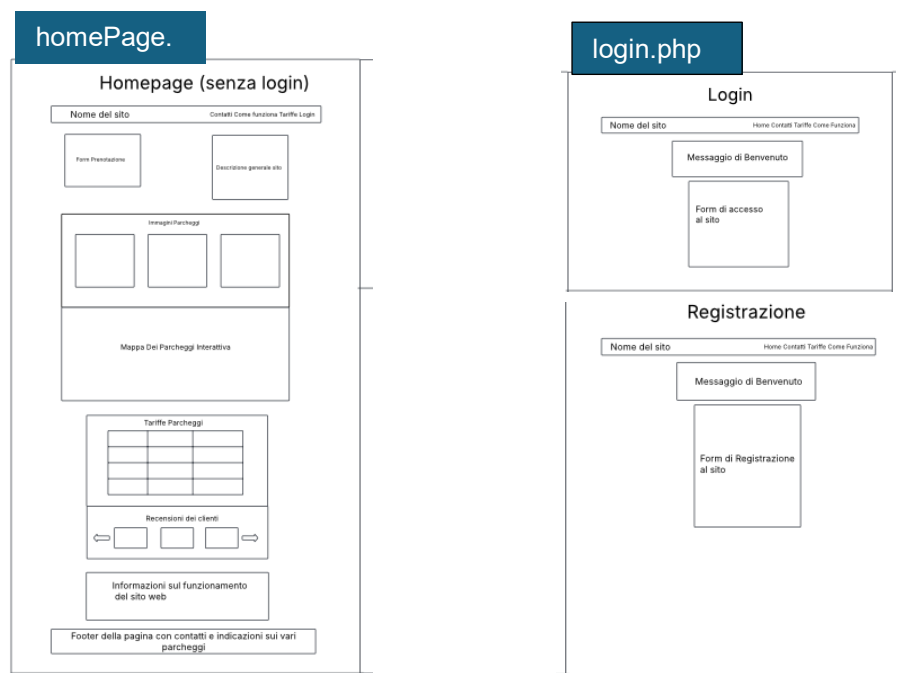 homePage.
Homepage (senza login)
Nome del sito
Contatti Come funziona Tariffe Login
Form Prenotazione
Descrizione generale sito
Immagini Parcheggi
Mappa Dei Parcheggi Interattiva
Tariffe Parcheggi
Recensioni dei clienti
Informazioni sul funzionamento
del sito web
Footer della pagina con contatti e indicazioni sui vari
parcheggi
login.php
Login
Nome del sito
Home Contatti Tariffe Come Funziona
Messaggio di Benvenuto
Form di accesso
al sito
Registrazione
Nome del sito
Home Contatti Tariffe Come Funziona
Messaggio di Benvenuto
Form di Registrazione
al sito